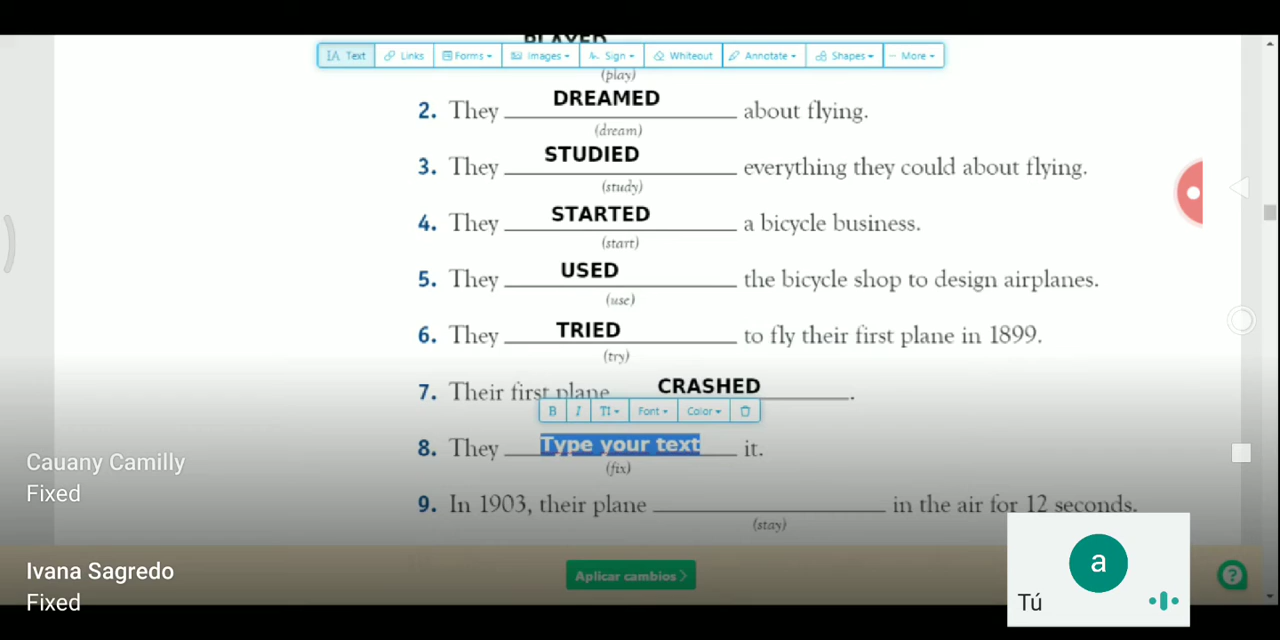 PLAYED
Text Links Forms Images Sign Whiteout Annotate Shapes More
(play)
2. They DREAMED about flying.
(dream)
3. They STUDIED everything they could about flying.
(study)
4. They STARTED a bicycle business.
(start)
5. They USED the bicycle shop to design airplanes.
(use)
6. They TRIED to fly their first plane in 1899.
(try)
7. Their first plane CRASHED.
B I TI Font Color
8. They Type your text it.
(fix)
Cauany Camilly
Fixed
9. In 1903, their plane in the air for 12 seconds.
(stay)
Ivana Sagredo
Fixed
Aplicar cambios
a
Tú